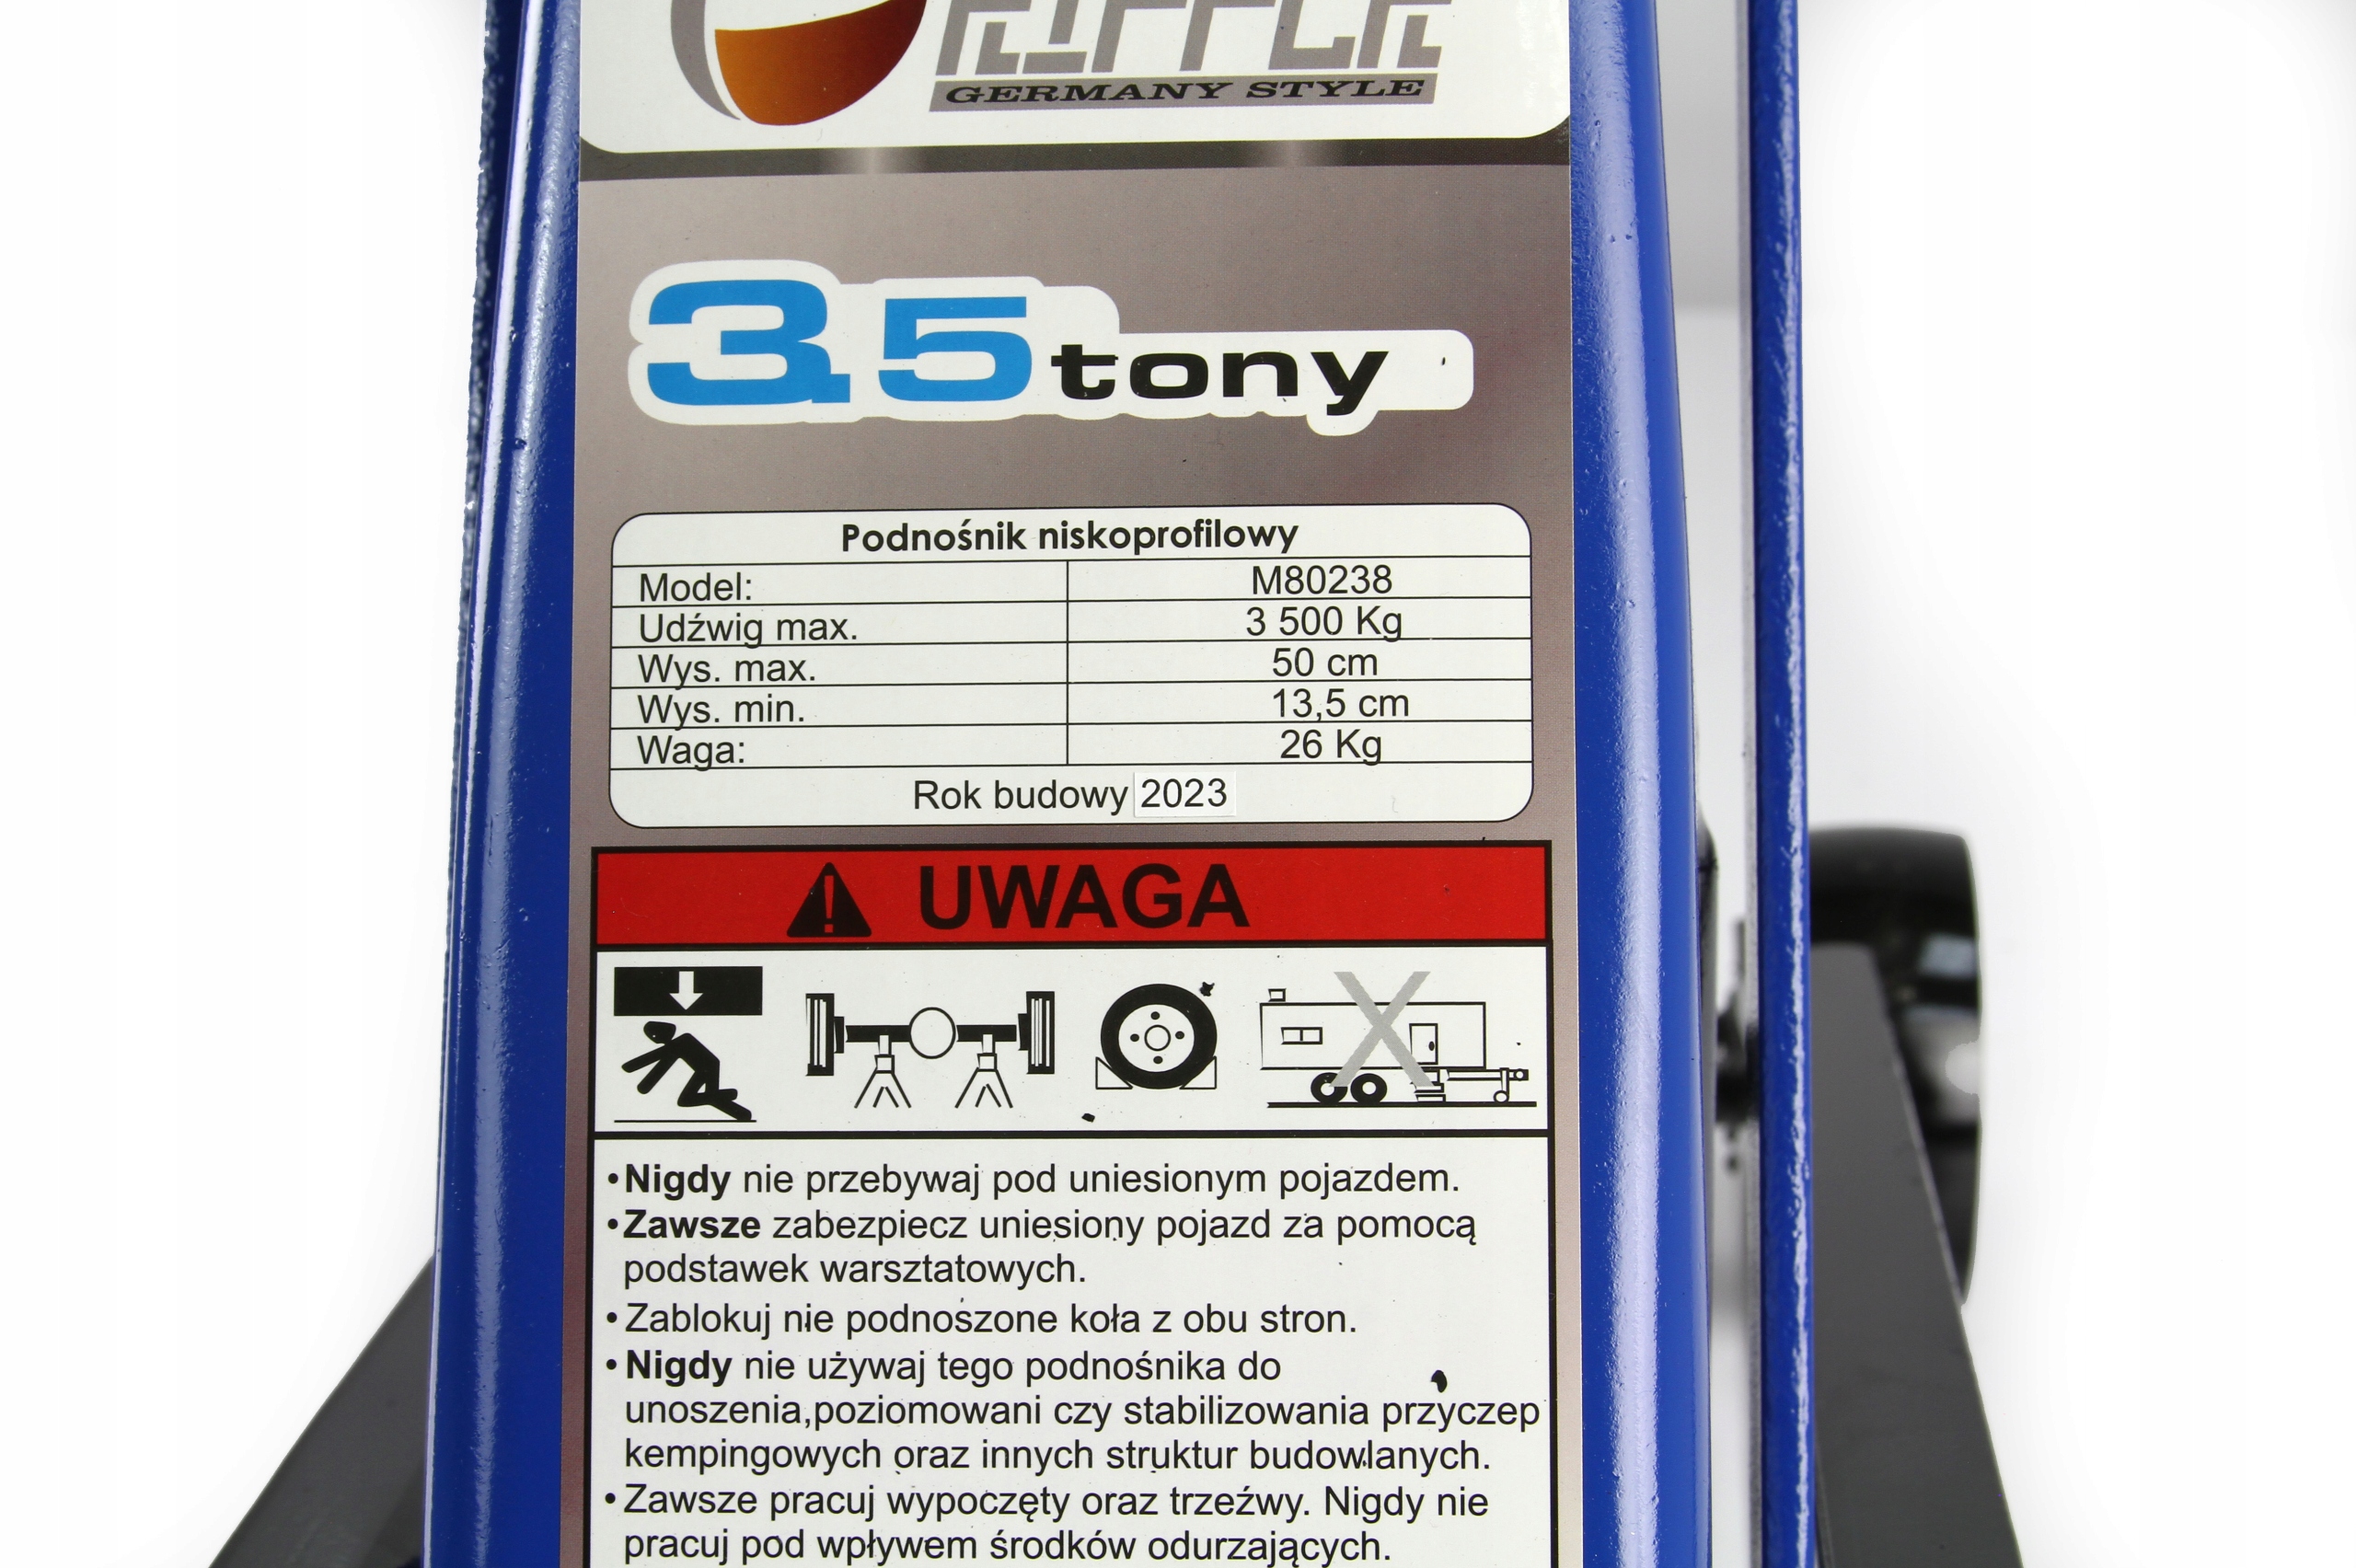 GERMANY STYLE
3,5 tony
Podnośnik niskoprofilowy
Model: M80238
Udźwig max. 3 500 Kg
Wys. max. 50 cm
Wys. min. 13,5 cm
Waga: 26 Kg
Rok budowy 2023
UWAGA
•Nigdy nie przebywaj pod uniesionym pojazdem.
•Zawsze zabezpiecz uniesiony pojazd za pomocą
podstawek warsztatowych.
•Zablokuj nie podnoszone koła z obu stron.
•Nigdy nie używaj tego podnośnika do
unoszenia,poziomowani czy stabilizowania przyczep
kempingowych oraz innych struktur budowlanych.
•Zawsze pracuj wypoczęty oraz trzeźwy. Nigdy nie
pracuj pod wpływem środków odurzających.